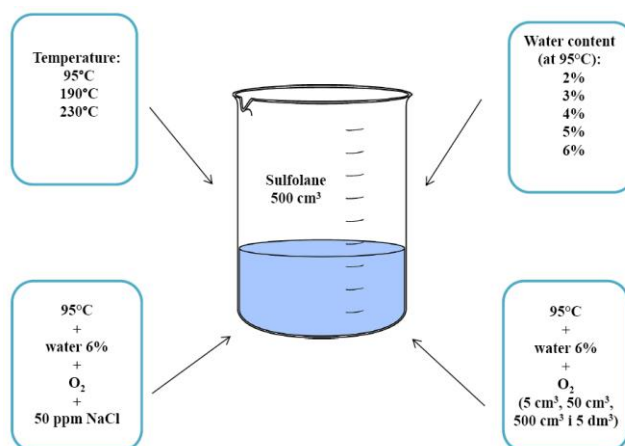 Temperature:
95°C
190°C
230°C
Water content
(at 95°C):
2%
3%
4%
5%
6%
Sulfolane
500 cm³
95°C
+
water 6%
+
O₂
+
50 ppm NaCl
95°C
+
water 6%
+
O₂
(5 cm³, 50 cm³,
500 cm³ i 5 dm³)